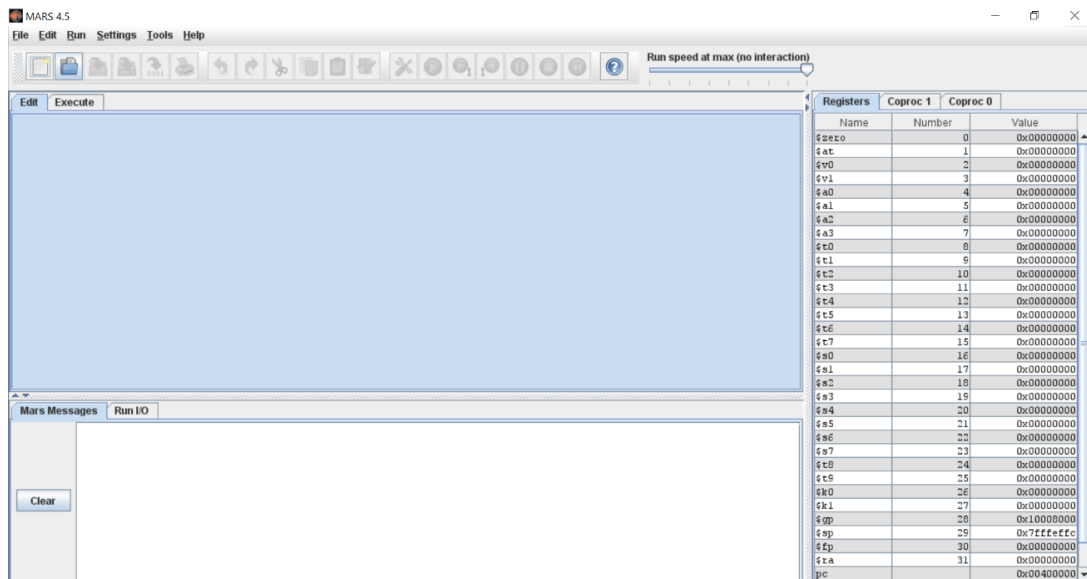 MARS 4.5
File Edit Run Settings Tools Help
Run speed at max (no interaction)
Edit Execute
Registers Coproc 1 Coproc 0
Name Number Value
$zero 0 0x00000000
$at 1 0x00000000
$v0 2 0x00000000
$v1 3 0x00000000
$a0 4 0x00000000
$a1 5 0x00000000
$a2 6 0x00000000
$a3 7 0x00000000
$t0 8 0x00000000
$t1 9 0x00000000
$t2 10 0x00000000
$t3 11 0x00000000
$t4 12 0x00000000
$t5 13 0x00000000
$t6 14 0x00000000
$t7 15 0x00000000
$s0 16 0x00000000
$s1 17 0x00000000
$s2 18 0x00000000
$s3 19 0x00000000
$s4 20 0x00000000
$s5 21 0x00000000
$s6 22 0x00000000
$s7 23 0x00000000
$t8 24 0x00000000
$t9 25 0x00000000
$k0 26 0x00000000
$k1 27 0x00000000
$gp 28 0x10008000
$sp 29 0x7fffeffc
$fp 30 0x00000000
$ra 31 0x00000000
pc 0x00400000
Mars Messages Run I/O
Clear